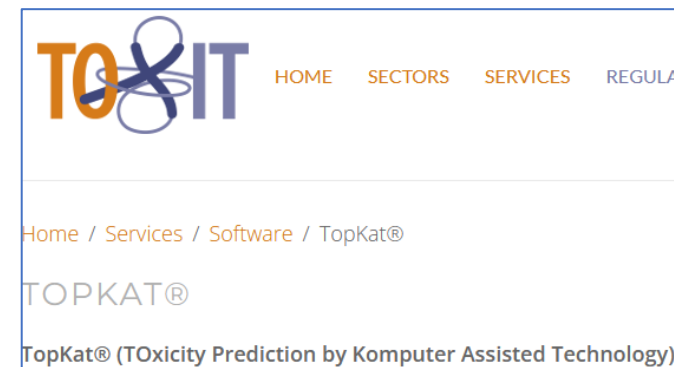 TOXIT
HOME SECTORS SERVICES REGULA
Home / Services / Software / TopKat®
TOPKAT®
TopKat® (TOxicity Prediction by Komputer Assisted Technology)